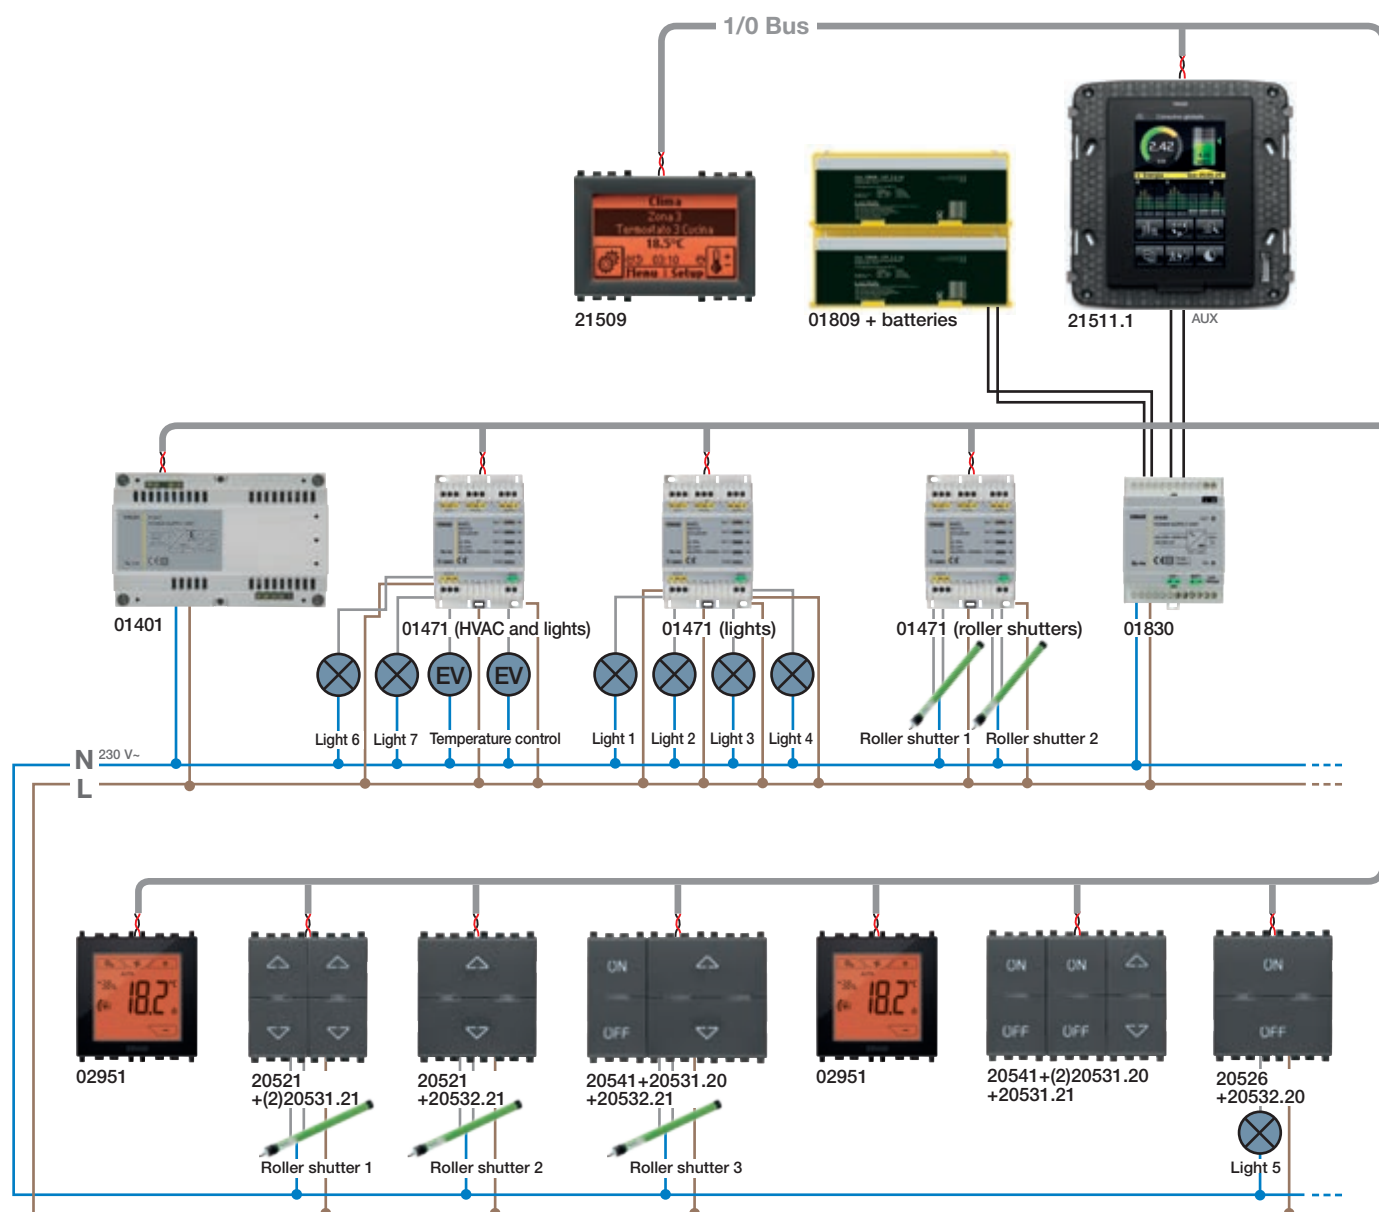 1/0 Bus
Clima
Zona 3
Termostato 3 Cucina
18.5°C
03:10
Menu
Setup
2.42
21509
01809 + batteries
21511.1
AUX
01401
01471 (HVAC and lights)
01471 (lights)
01471 (roller shutters)
01830
EV
EV
Light 6
Light 7
Temperature control
Light 1
Light 2
Light 3
Light 4
Roller shutter 1
Roller shutter 2
N 230 V~
L
18.2°C
ON
OFF
18.2°C
ON
ON
OFF
OFF
ON
OFF
02951
20521
+(2)20531.21
20521
+20532.21
20541+20531.20
+20532.21
02951
20541+(2)20531.20
+20531.21
20526
+20532.20
Roller shutter 1
Roller shutter 2
Roller shutter 3
Light 5